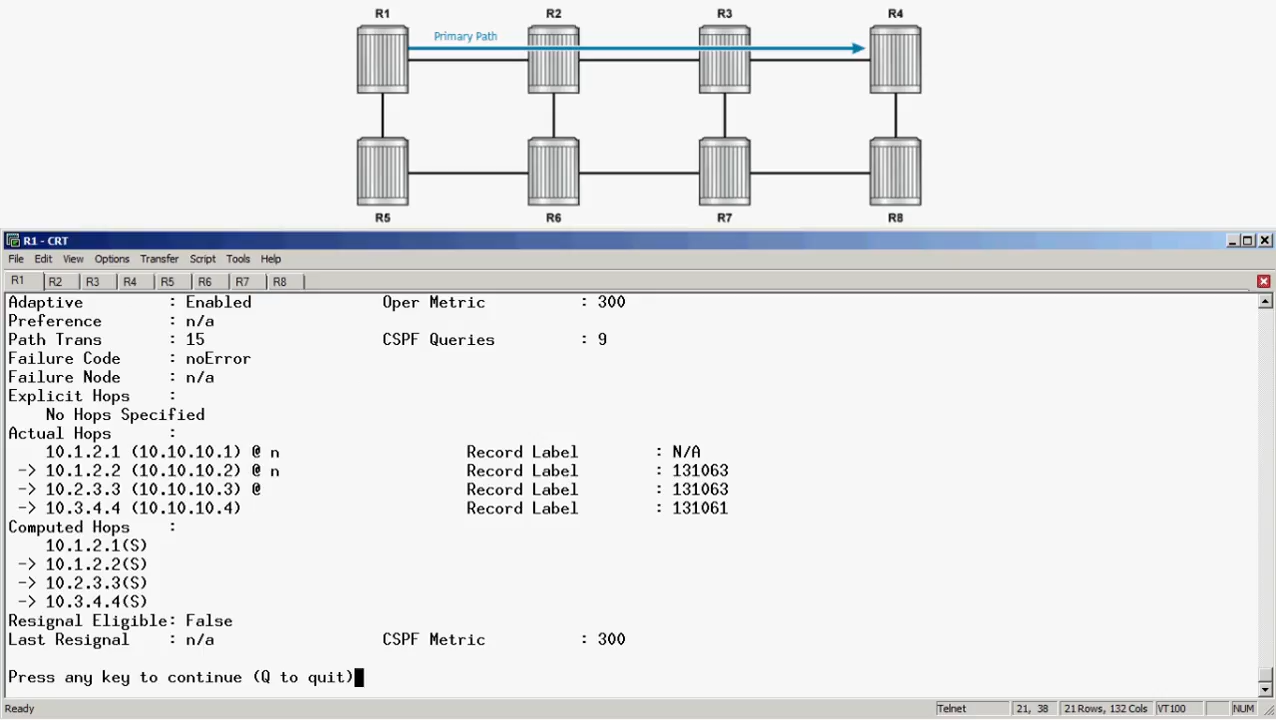 R1 R2 R3 R4
Primary Path
R5 R6 R7 R8
R1 - CRT
File Edit View Options Transfer Script Tools Help
R1 R2 R3 R4 R5 R6 R7 R8
Adaptive : Enabled Oper Metric : 300
Preference : n/a
Path Trans : 15 CSPF Queries : 9
Failure Code : noError
Failure Node : n/a
Explicit Hops :
No Hops Specified
Actual Hops :
10.1.2.1 (10.10.10.1) @ n Record Label : N/A
-> 10.1.2.2 (10.10.10.2) @ n Record Label : 131063
-> 10.2.3.3 (10.10.10.3) @ Record Label : 131063
-> 10.3.4.4 (10.10.10.4) Record Label : 131061
Computed Hops :
10.1.2.1(S)
-> 10.1.2.2(S)
-> 10.2.3.3(S)
-> 10.3.4.4(S)
Resignal Eligible: False
Last Resignal : n/a CSPF Metric : 300
Press any key to continue (Q to quit)
Ready Telnet 21, 38 21 Rows, 132 Cols VT100 NUM